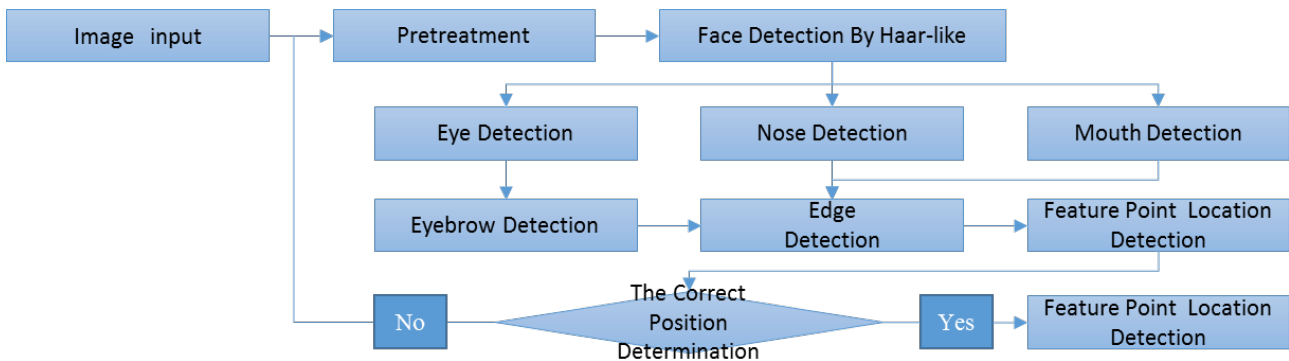 Image input
Pretreatment
Face Detection By Haar-like
Eye Detection
Nose Detection
Mouth Detection
Eyebrow Detection
Edge
Detection
Feature Point Location
Detection
The Correct
Position
Determination
No
Yes
Feature Point Location
Detection